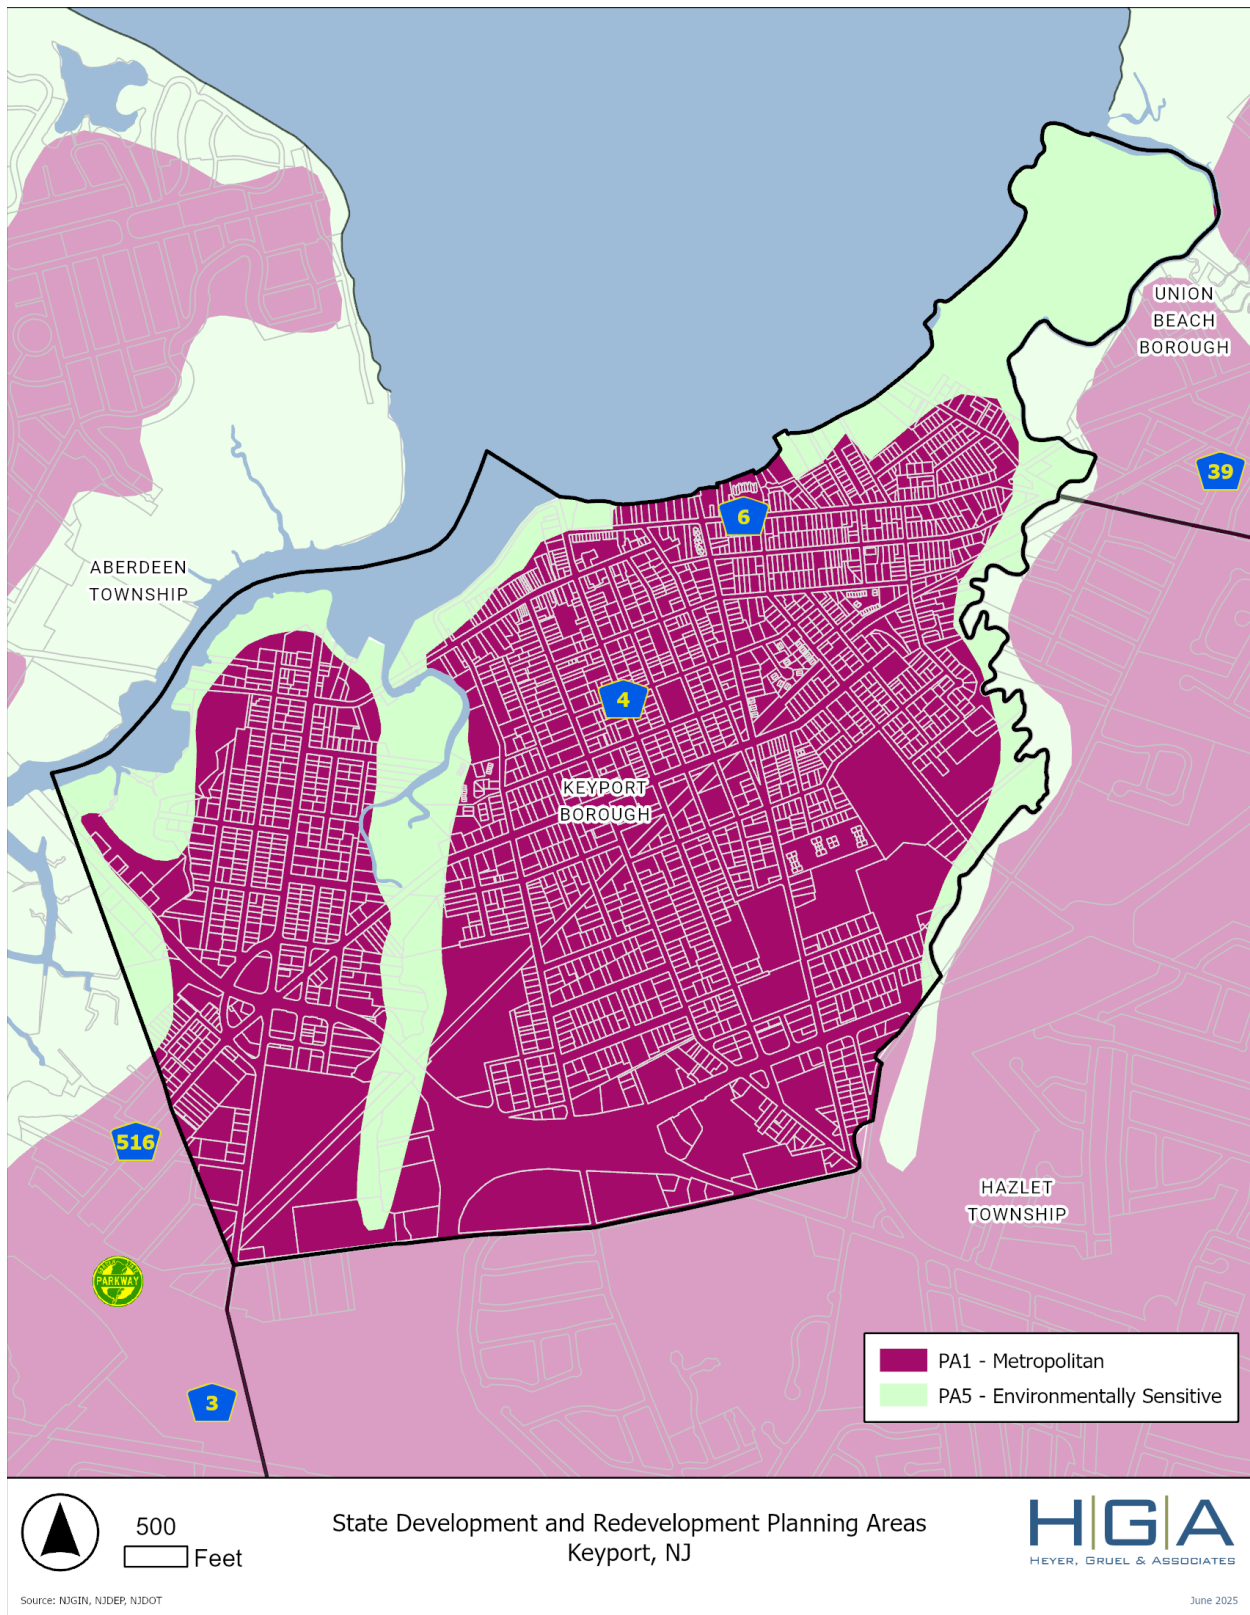 UNION
BEACH
BOROUGH
39
6
ABERDEEN
TOWNSHIP
4
KEYPORT
BOROUGH
516
HAZLET
TOWNSHIP
PARKWAY
3
PA1 - Metropolitan
PA5 - Environmentally Sensitive
500
Feet
State Development and Redevelopment Planning Areas
Keyport, NJ
H|G|A
HEYER, GRUEL & ASSOCIATES
Source: NJGIN, NJDEP, NJDOT
June 2025